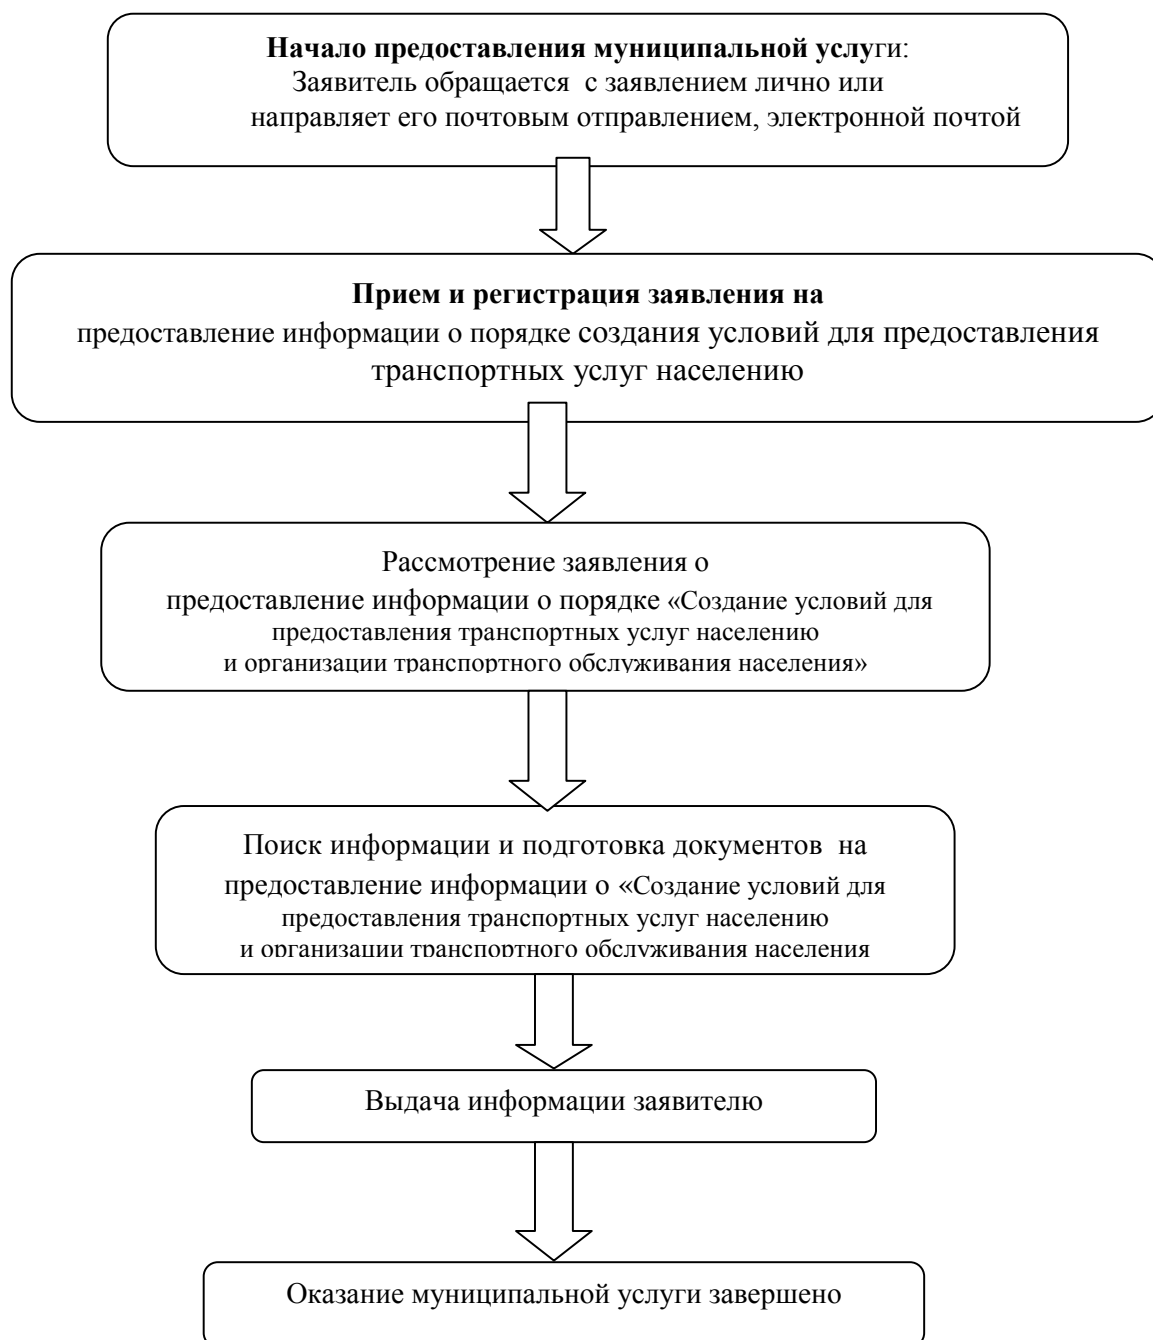 Начало предоставления муниципальной услуги:
Заявитель обращается с заявлением лично или
направляет его почтовым отправлением, электронной почтой
Прием и регистрация заявления на
предоставление информации о порядке создания условий для предоставления
транспортных услуг населению
Рассмотрение заявления о
предоставление информации о порядке «Создание условий для
предоставления транспортных услуг населению
и организации транспортного обслуживания населения»
Поиск информации и подготовка документов на
предоставление информации о «Создание условий для
предоставления транспортных услуг населению
и организации транспортного обслуживания населения
Выдача информации заявителю
Оказание муниципальной услуги завершено